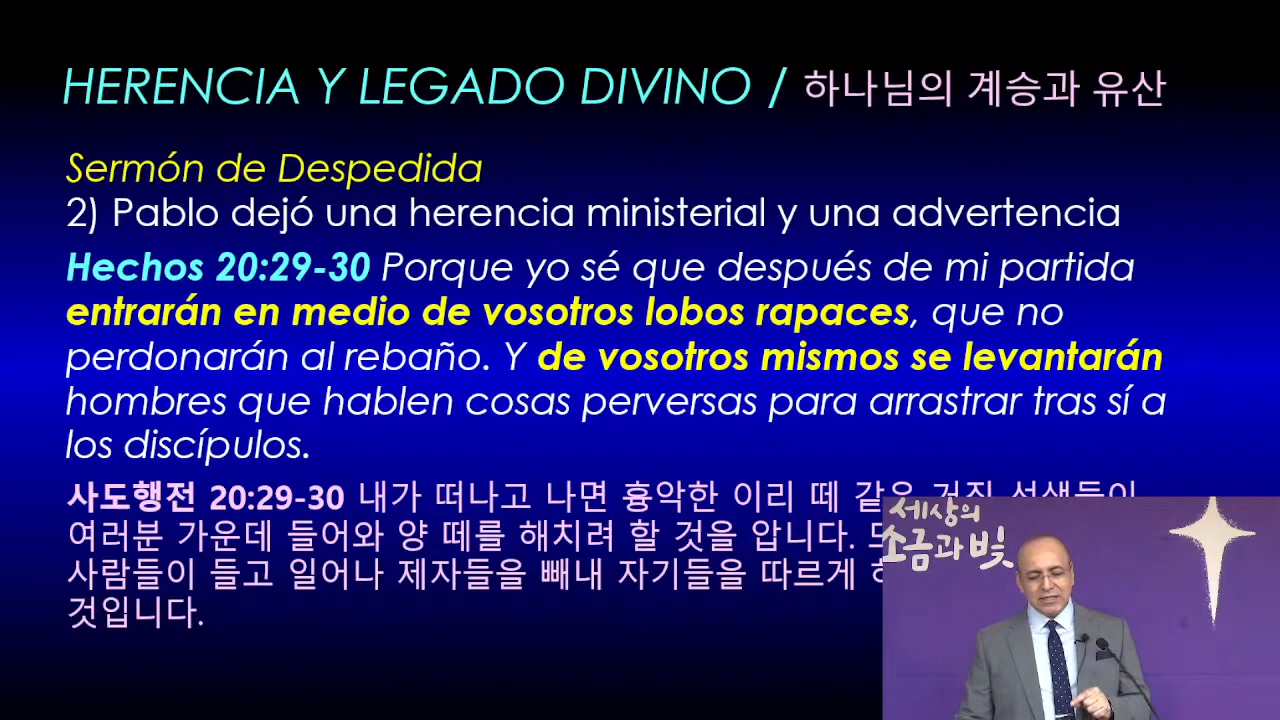 HERENCIA Y LEGADO DIVINO / 하나님의 계승과 유산
Sermón de Despedida
2) Pablo dejó una herencia ministerial y una advertencia
Hechos 20:29-30 Porque yo sé que después de mi partida
entrarán en medio de vosotros lobos rapaces, que no
perdonarán al rebaño. Y de vosotros mismos se levantarán
hombres que hablen cosas perversas para arrastrar tras sí a
los discípulos.
사도행전 20:29-30 내가 떠나고 나면 흉악한 이리 떼 같은 거짓 선생들이
여러분 가운데 들어와 양 떼를 해치려 할 것을 압니다.
사람들이 들고 일어나 제자들을 빼내 자기들을 따르게
것입니다.
세상의
소금과 빛